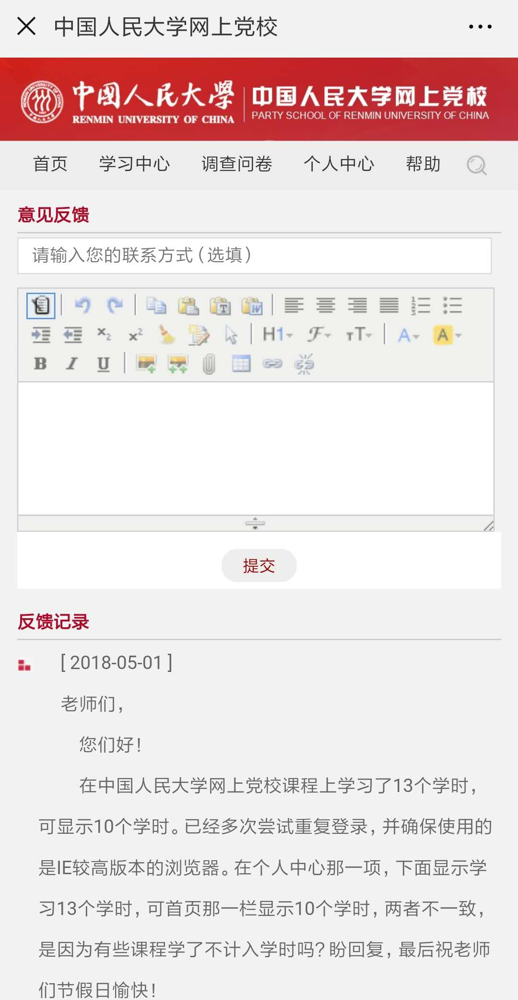 中国人民大学网上党校
中國人民大學
RENMIN UNIVERSITY OF CHINA
中国人民大学网上党校
PARTY SCHOOL OF RENMIN UNIVERSITY OF CHINA
首页 学习中心 调查问卷 个人中心 帮助
意见反馈
请输入您的联系方式（选填）
H1 F TT A A
B I U
提交
反馈记录
[ 2018-05-01 ]
老师们，
您们好！
在中国人民大学网上党校课程上学习了13个学时，
可显示10个学时。已经多次尝试重复登录，并确保使用的
是IE较高版本的浏览器。在个人中心那一项，下面显示学
习13个学时，可首页那一栏显示10个学时，两者不一致，
是因为有些课程学了不计入学时吗？盼回复，最后祝老师
们节假日愉快！